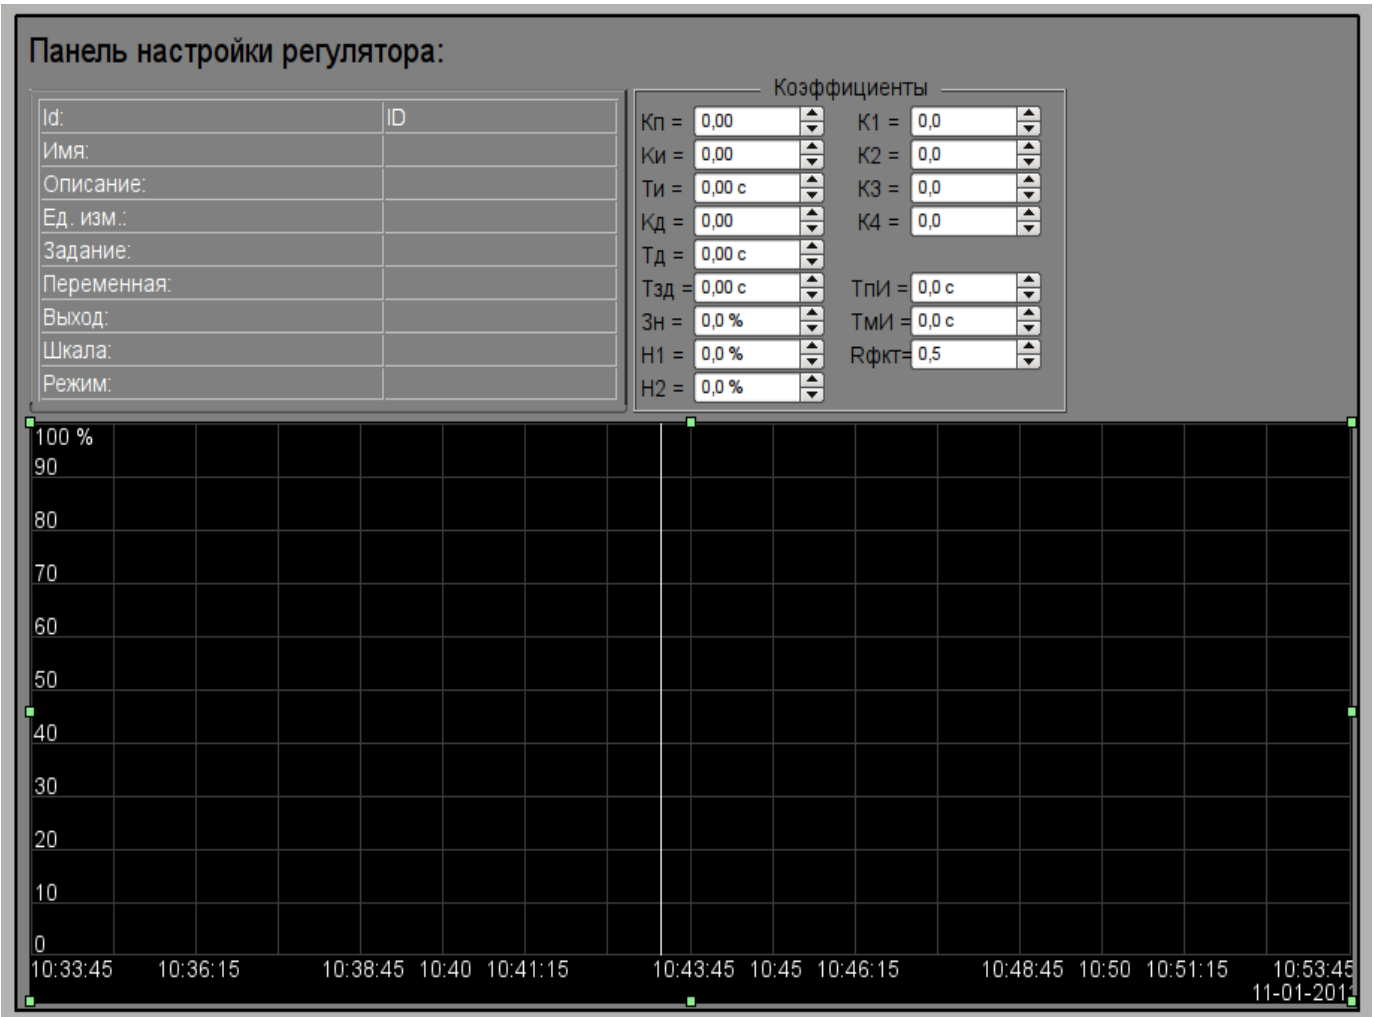 Панель настройки регулятора:
Id: ID
Имя:
Описание:
Ед. изм.:
Задание:
Переменная:
Выход:
Шкала:
Режим:
Коэффициенты
Кп = 0,00 К1 = 0,0
Ки = 0,00 К2 = 0,0
Ти = 0,00 с К3 = 0,0
Кд = 0,00 К4 = 0,0
Тд = 0,00 с
Тзд = 0,00 с ТпИ = 0,0 с
Зн = 0,0 % ТмИ = 0,0 с
Н1 = 0,0 % Rфкт= 0,5
Н2 = 0,0 %
100 %
90
80
70
60
50
40
30
20
10
0
10:33:45 10:36:15 10:38:45 10:40 10:41:15 10:43:45 10:45 10:46:15 10:48:45 10:50 10:51:15 10:53:45